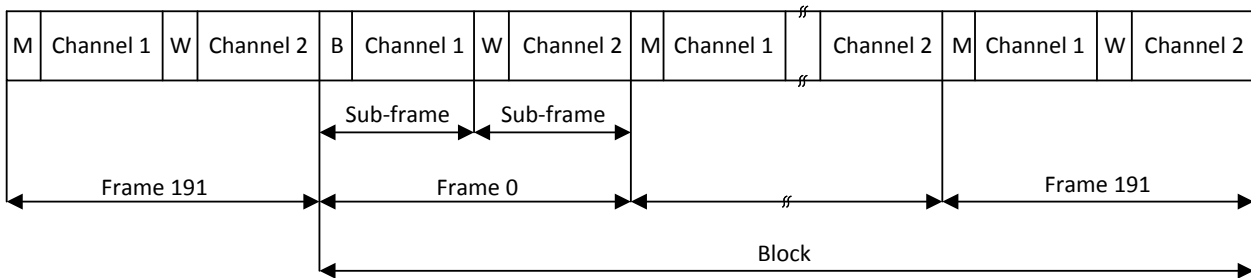 M Channel 1 W Channel 2 B Channel 1 W Channel 2 M Channel 1 Channel 2 M Channel 1 W Channel 2
Sub-frame Sub-frame
Frame 191 Frame 0 Frame 191
Block